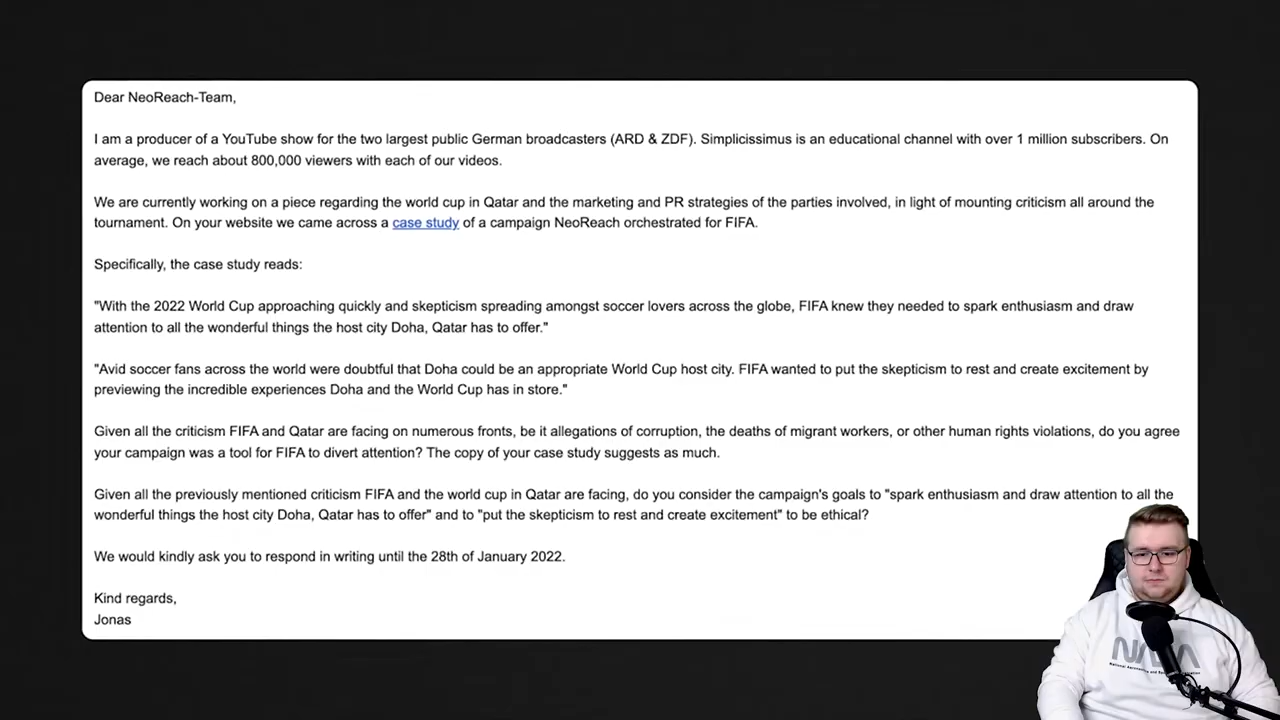 Dear NeoReach-Team,
I am a producer of a YouTube show for the two largest public German broadcasters (ARD & ZDF). Simplicissimus is an educational channel with over 1 million subscribers. On
average, we reach about 800,000 viewers with each of our videos.
We are currently working on a piece regarding the world cup in Qatar and the marketing and PR strategies of the parties involved, in light of mounting criticism all around the
tournament. On your website we came across a case study of a campaign NeoReach orchestrated for FIFA.
Specifically, the case study reads:
"With the 2022 World Cup approaching quickly and skepticism spreading amongst soccer lovers across the globe, FIFA knew they needed to spark enthusiasm and draw
attention to all the wonderful things the host city Doha, Qatar has to offer."
"Avid soccer fans across the world were doubtful that Doha could be an appropriate World Cup host city. FIFA wanted to put the skepticism to rest and create excitement by
previewing the incredible experiences Doha and the World Cup has in store."
Given all the criticism FIFA and Qatar are facing on numerous fronts, be it allegations of corruption, the deaths of migrant workers, or other human rights violations, do you agree
your campaign was a tool for FIFA to divert attention? The copy of your case study suggests as much.
Given all the previously mentioned criticism FIFA and the world cup in Qatar are facing, do you consider the campaign's goals to "spark enthusiasm and draw attention to all the
wonderful things the host city Doha, Qatar has to offer" and to "put the skepticism to rest and create excitement" to be ethical?
We would kindly ask you to respond in writing until the 28th of January 2022.
Kind regards,
Jonas